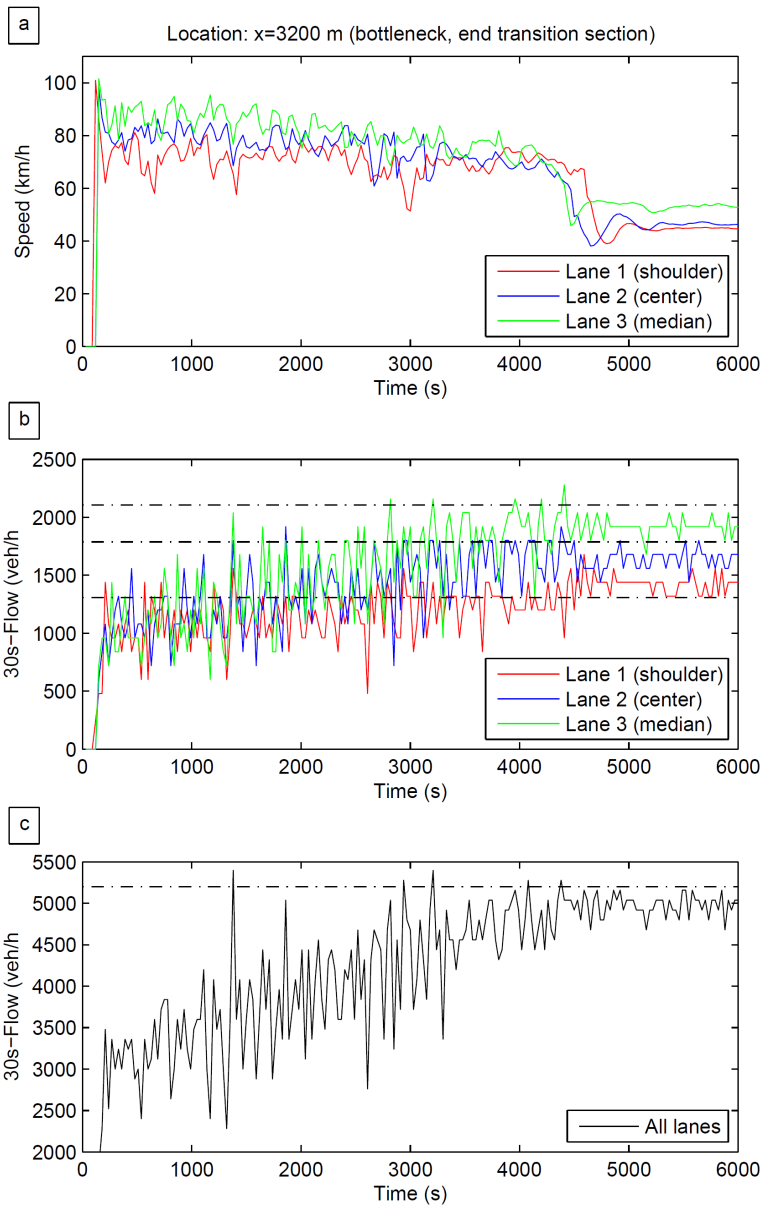 a
Location: x=3200 m (bottleneck, end transition section)
100
80
60
40
20
0
Speed (km/h)
Lane 1 (shoulder)
Lane 2 (center)
Lane 3 (median)
0 1000 2000 3000 4000 5000 6000
Time (s)
b
2500
2000
1500
1000
500
0
30s−Flow (veh/h)
Lane 1 (shoulder)
Lane 2 (center)
Lane 3 (median)
0 1000 2000 3000 4000 5000 6000
Time (s)
c
5500
5000
4500
4000
3500
3000
2500
2000
30s−Flow (veh/h
All lanes
0 1000 2000 3000 4000 5000 6000
Time (s)